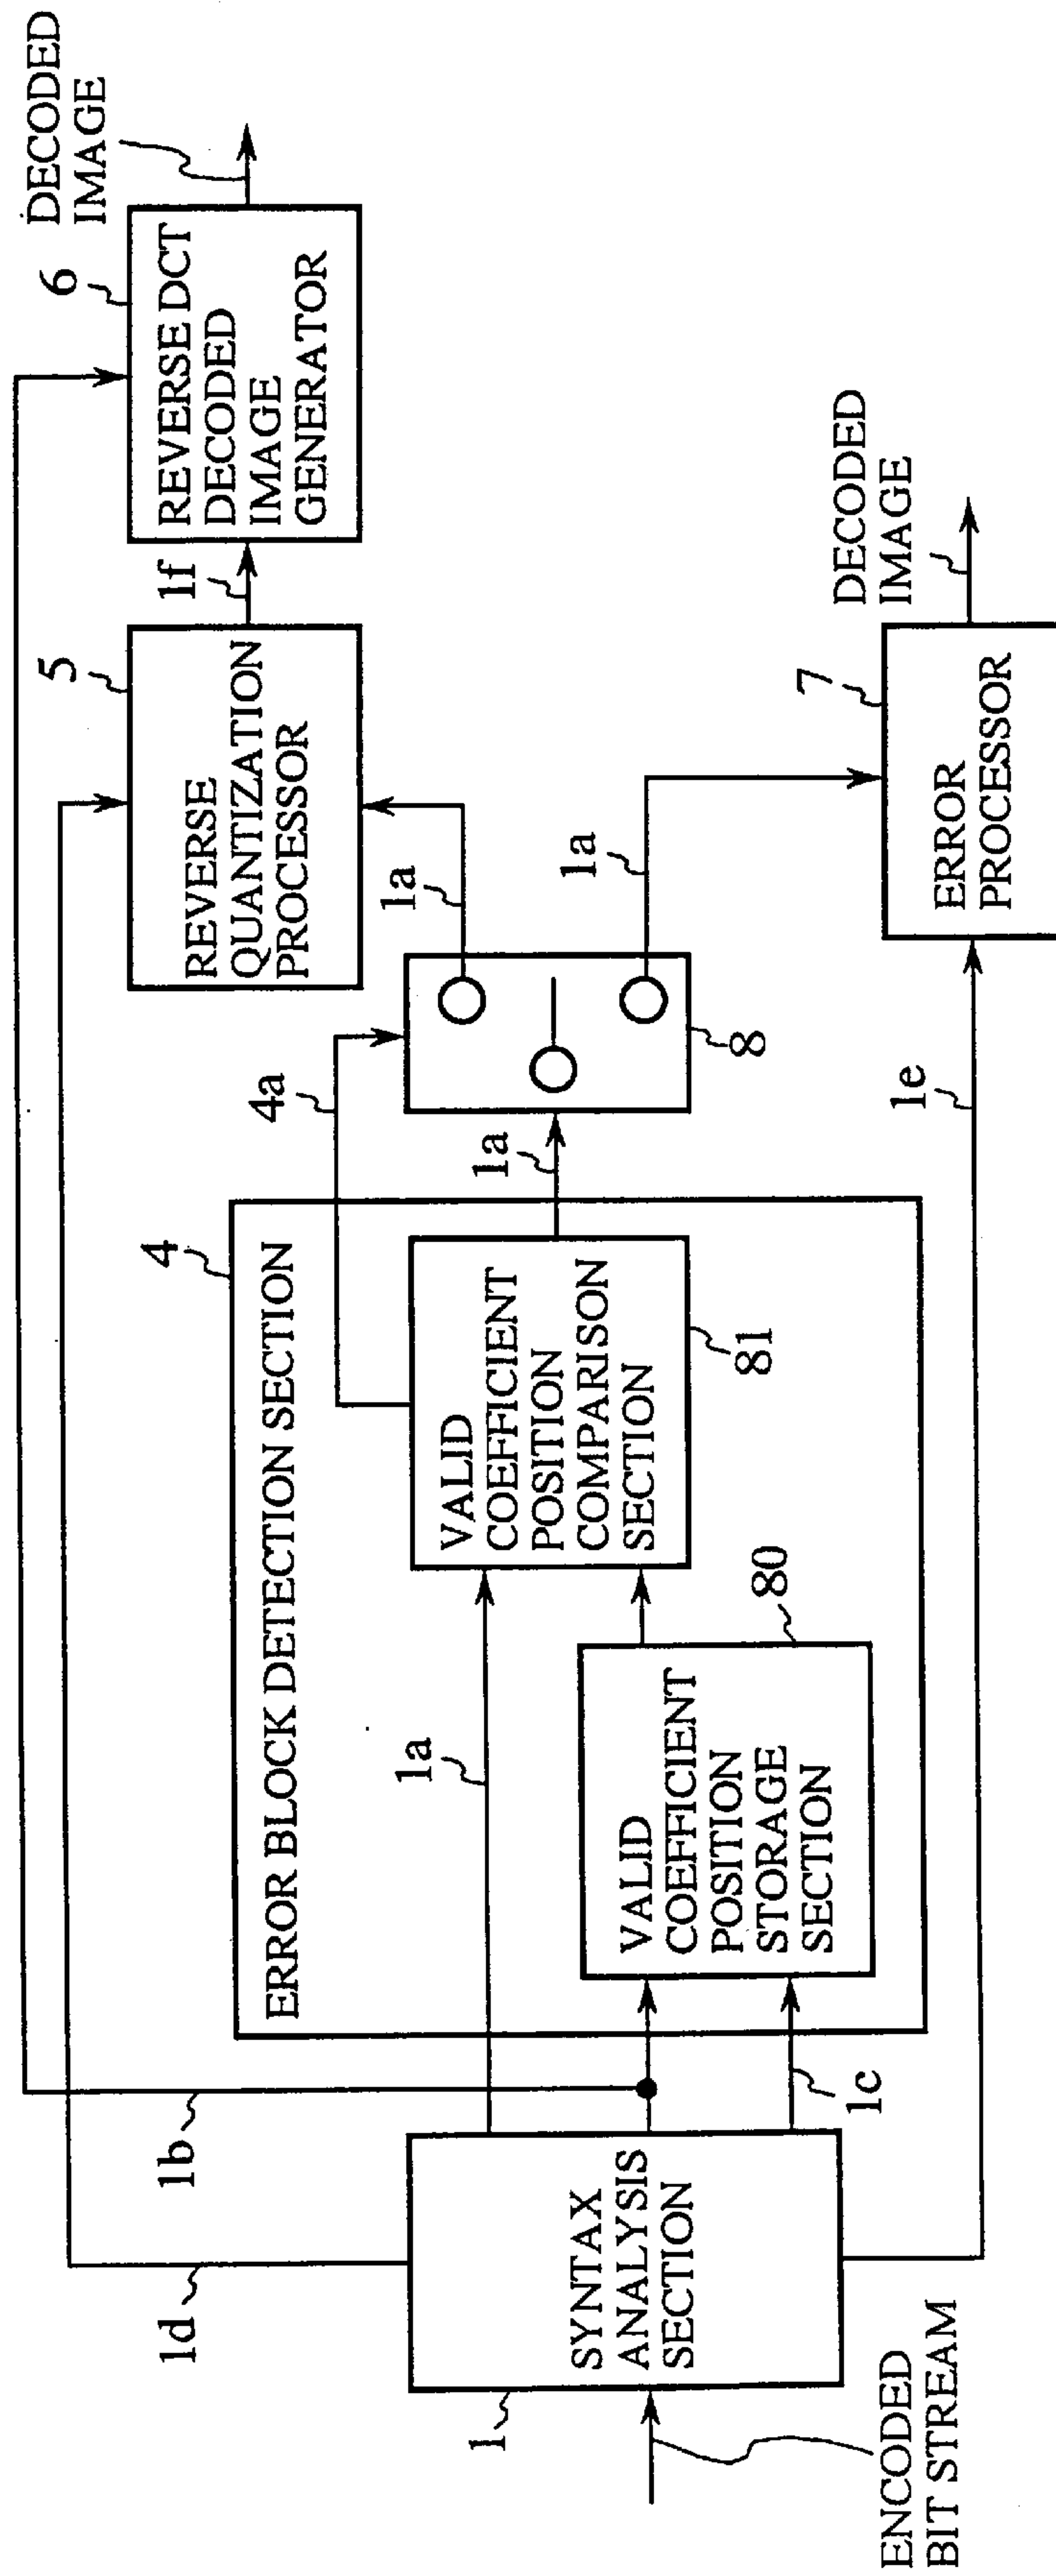 ENCODED
BIT STREAM
1
SYNTAX
ANALYSIS
SECTION
1d
1b
1c
1a
4
ERROR BLOCK DETECTION SECTION
VALID
COEFFICIENT
POSITION
STORAGE
SECTION
80
VALID
COEFFICIENT
POSITION
COMPARISON
SECTION
81
4a
1a
8
1e
1a
1a
5
REVERSE
QUANTIZATION
PROCESSOR
1f
6
REVERSE DCT
DECODED
IMAGE
GENERATOR
DECODED
IMAGE
7
ERROR
PROCESSOR
DECODED
IMAGE